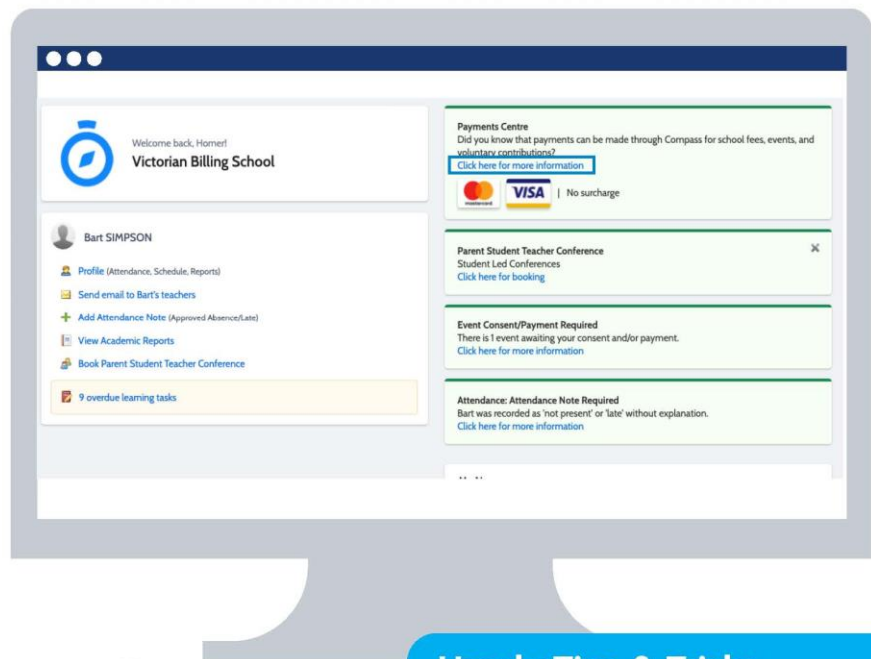 Welcome back, Homer!
Victorian Billing School
Bart SIMPSON
Profile (Attendance, Schedule, Reports)
Send email to Bart's teachers
Add Attendance Note (Approved Absence/Late)
View Academic Reports
Book Parent Student Teacher Conference
9 overdue learning tasks
Payments Centre
Did you know that payments can be made through Compass for school fees, events, and
voluntary contributions?
Click here for more information
mastercard VISA | No surcharge
Parent Student Teacher Conference
Student Led Conferences
Click here for booking
Event Consent/Payment Required
There is 1 event awaiting your consent and/or payment.
Click here for more information
Attendance: Attendance Note Required
Bart was recorded as 'not present' or 'late' without explanation.
Click here for more information